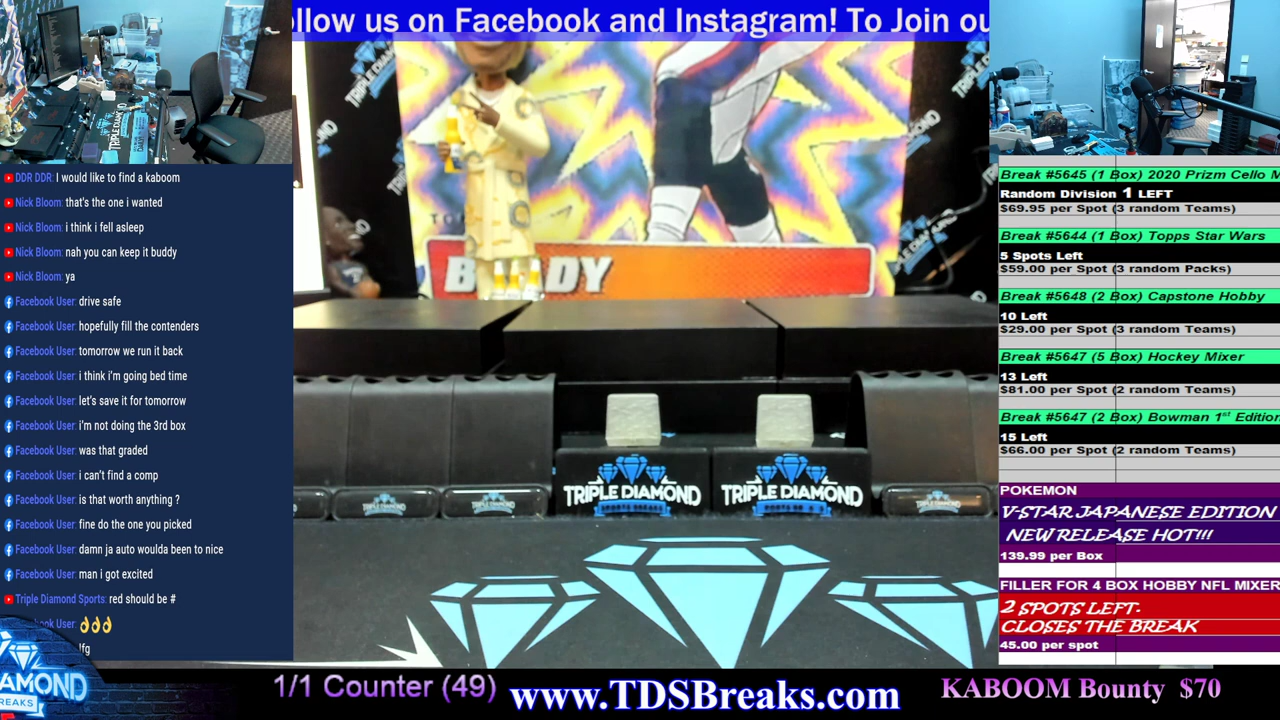 ollow us on Facebook and Instagram! To Join ou
DDR DDR: I would like to find a kaboom
Nick Bloom: that's the one i wanted
Nick Bloom: i think i fell asleep
Nick Bloom: nah you can keep it buddy
Nick Bloom: ya
Facebook User: drive safe
Facebook User: hopefully fill the contenders
Facebook User: tomorrow we run it back
Facebook User: i think i'm going bed time
Facebook User: let's save it for tomorrow
Facebook User: i'm not doing the 3rd box
Facebook User: was that graded
Facebook User: i can't find a comp
Facebook User: is that worth anything ?
Facebook User: fine do the one you picked
Facebook User: damn ja auto woulda been to nice
Facebook User: man i got excited
Triple Diamond Sports: red should be #
ok User: 👌👌👌
lfg
AMOND
BREAKS
TRIPLE DIAMOND
B DY
TRIPLE DIAMOND
SPORTS BREAKS
TRIPLE DIAMOND
SPORTS BREAKS
Break #5645 (1 Box) 2020 Prizm Cello M
Random Division 1 LEFT
$69.95 per Spot (3 random Teams)
Break #5644 (1 Box) Topps Star Wars
5 Spots Left
$59.00 per Spot (3 random Packs)
Break #5648 (2 Box) Capstone Hobby
10 Left
$29.00 per Spot (3 random Teams)
Break #5647 (5 Box) Hockey Mixer
13 Left
$81.00 per Spot (2 random Teams)
Break #5647 (2 Box) Bowman 1st Edition
15 Left
$66.00 per Spot (2 random Teams)
POKEMON
V-STAR JAPANESE EDITION
NEW RELEASE HOT!!!
139.99 per Box
FILLER FOR 4 BOX HOBBY NFL MIXER
2 SPOTS LEFT.
CLOSES THE BREAK
45.00 per spot
1/1 Counter (49)
www.TDSBreaks.com
KABOOM Bounty $70